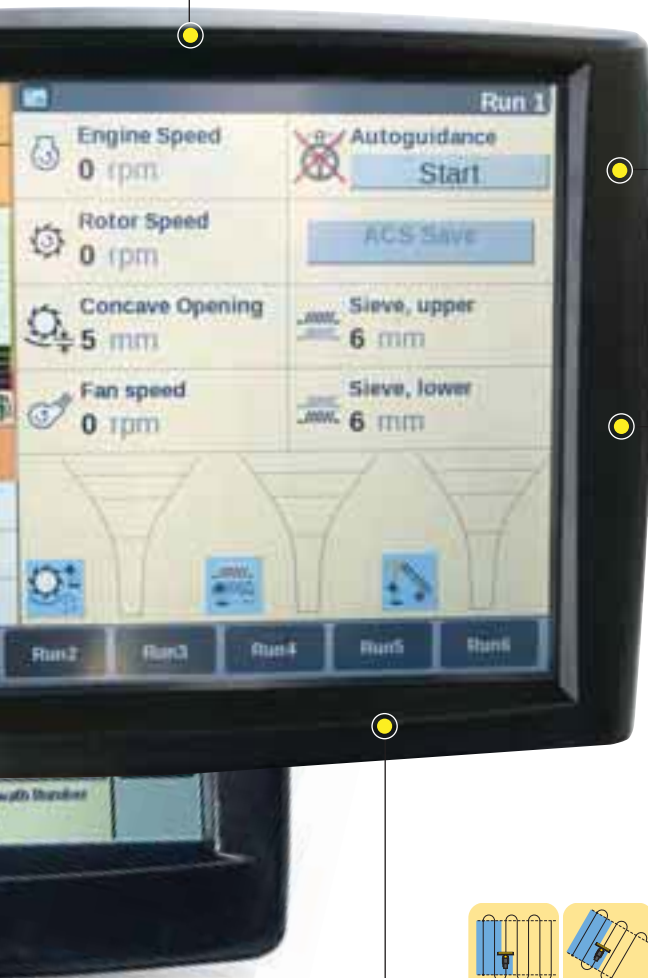 Run 1
Engine Speed
0 rpm
Autoguidance
Start
Rotor Speed
0 rpm
ACS Save
Concave Opening
5 mm
Sieve, upper
6 mm
Fan speed
0 rpm
Sieve, lower
6 mm
Run2 Run3 Run4 Run5 Run6
Number